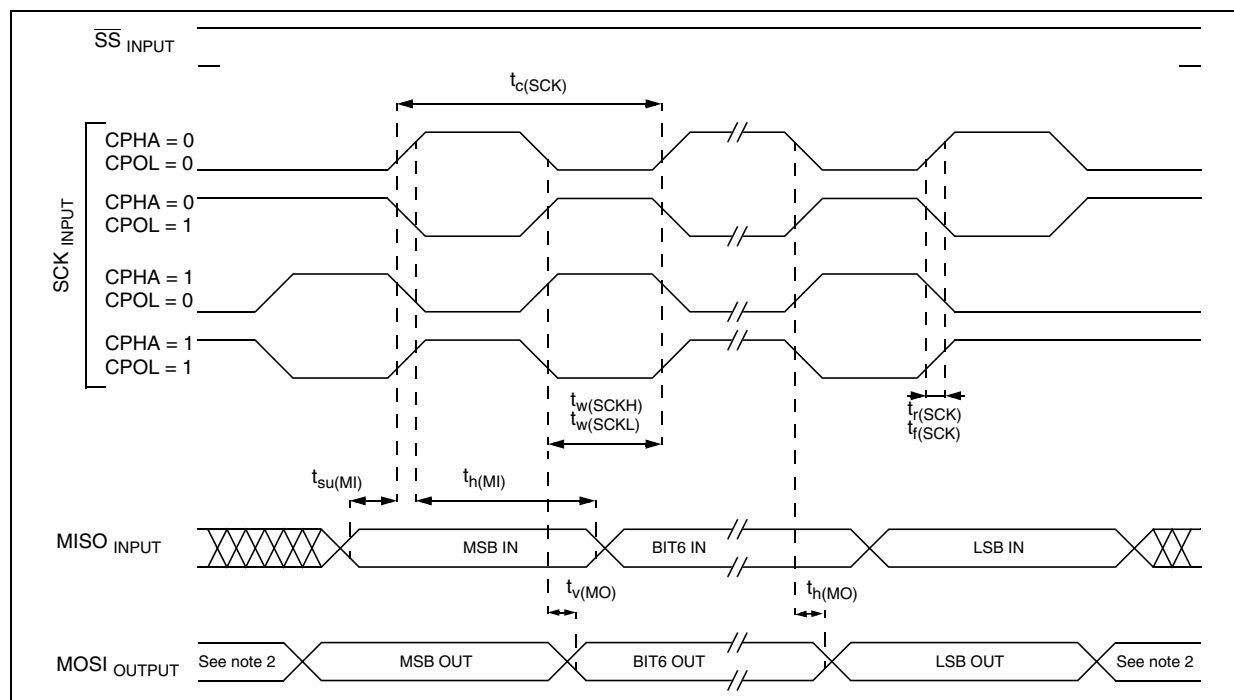 SS INPUT
tc(SCK)
SCK INPUT
CPHA = 0
CPOL = 0
CPHA = 0
CPOL = 1
CPHA = 1
CPOL = 0
CPHA = 1
CPOL = 1
tw(SCKH)
tw(SCKL)
tr(SCK)
tf(SCK)
tsu(MI)
th(MI)
MISO INPUT
MSB IN
BIT6 IN
LSB IN
tv(MO)
th(MO)
MOSI OUTPUT
See note 2
MSB OUT
BIT6 OUT
LSB OUT
See note 2